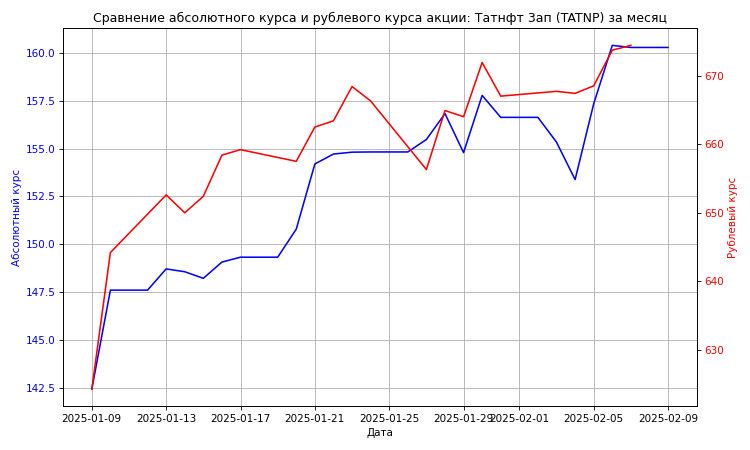 Сравнение абсолютного курса и рублевого курса акции: Татнфт 3ап (TATNP) за месяц
160.0
157.5
155.0
152.5
150.0
147.5
145.0
142.5
Абсолютный курс
670
660
650
640
630
Рублевый курс
2025-01-09 2025-01-13 2025-01-17 2025-01-21 2025-01-25 2025-01-29 2025-02-01 2025-02-05 2025-02-09
Дата